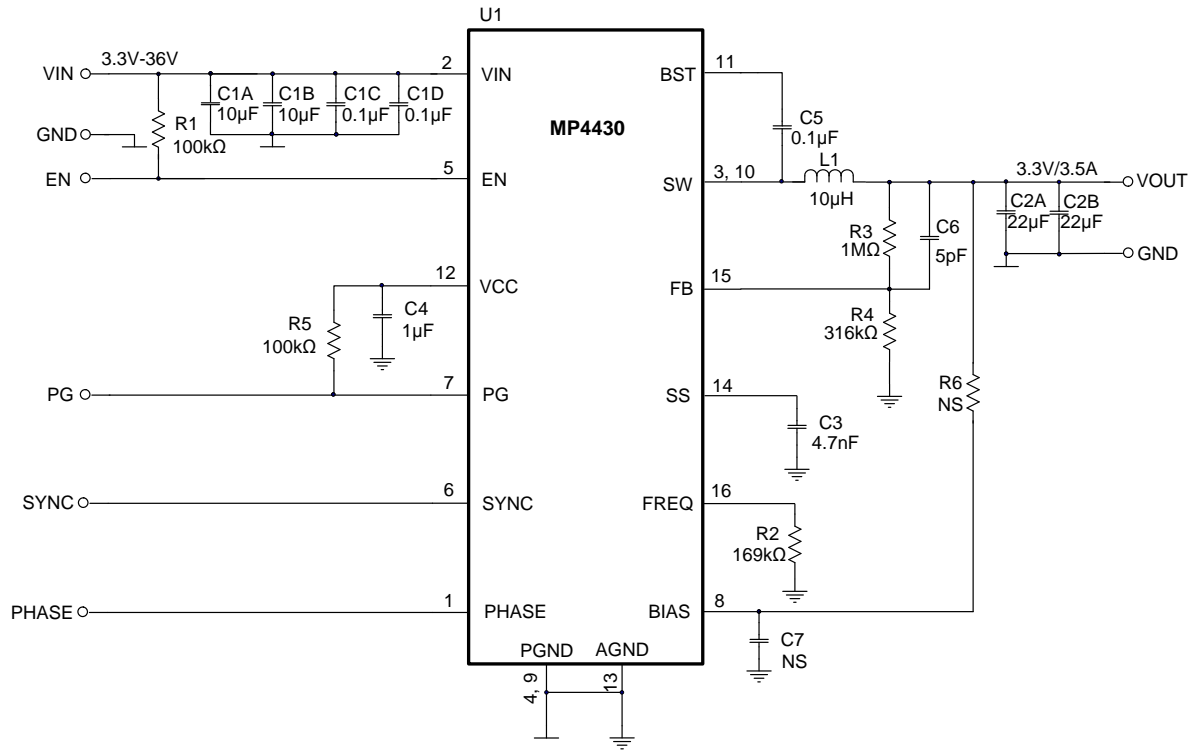 U1
MP4430
VIN
3.3V-36V
2
VIN
C1A
10µF
C1B
10µF
C1C
0.1µF
C1D
0.1µF
GND
R1
100kΩ
EN
5
EN
12
VCC
C4
1µF
R5
100kΩ
PG
7
PG
SYNC
6
SYNC
PHASE
1
PHASE
PGND
4, 9
AGND
13
BST
11
C5
0.1µF
SW
3, 10
L1
10µH
3.3V/3.5A
VOUT
C2A
22µF
C2B
22µF
GND
R3
1MΩ
C6
5pF
FB
15
R4
316kΩ
R6
NS
SS
14
C3
4.7nF
FREQ
16
R2
169kΩ
BIAS
8
C7
NS